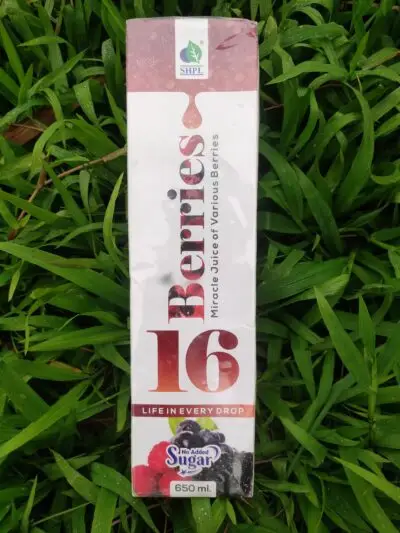 SHPL
Berries
Miracle Juice of Various Berries
16
LIFE IN EVERY DROP
No Added
Sugar
650 ml.